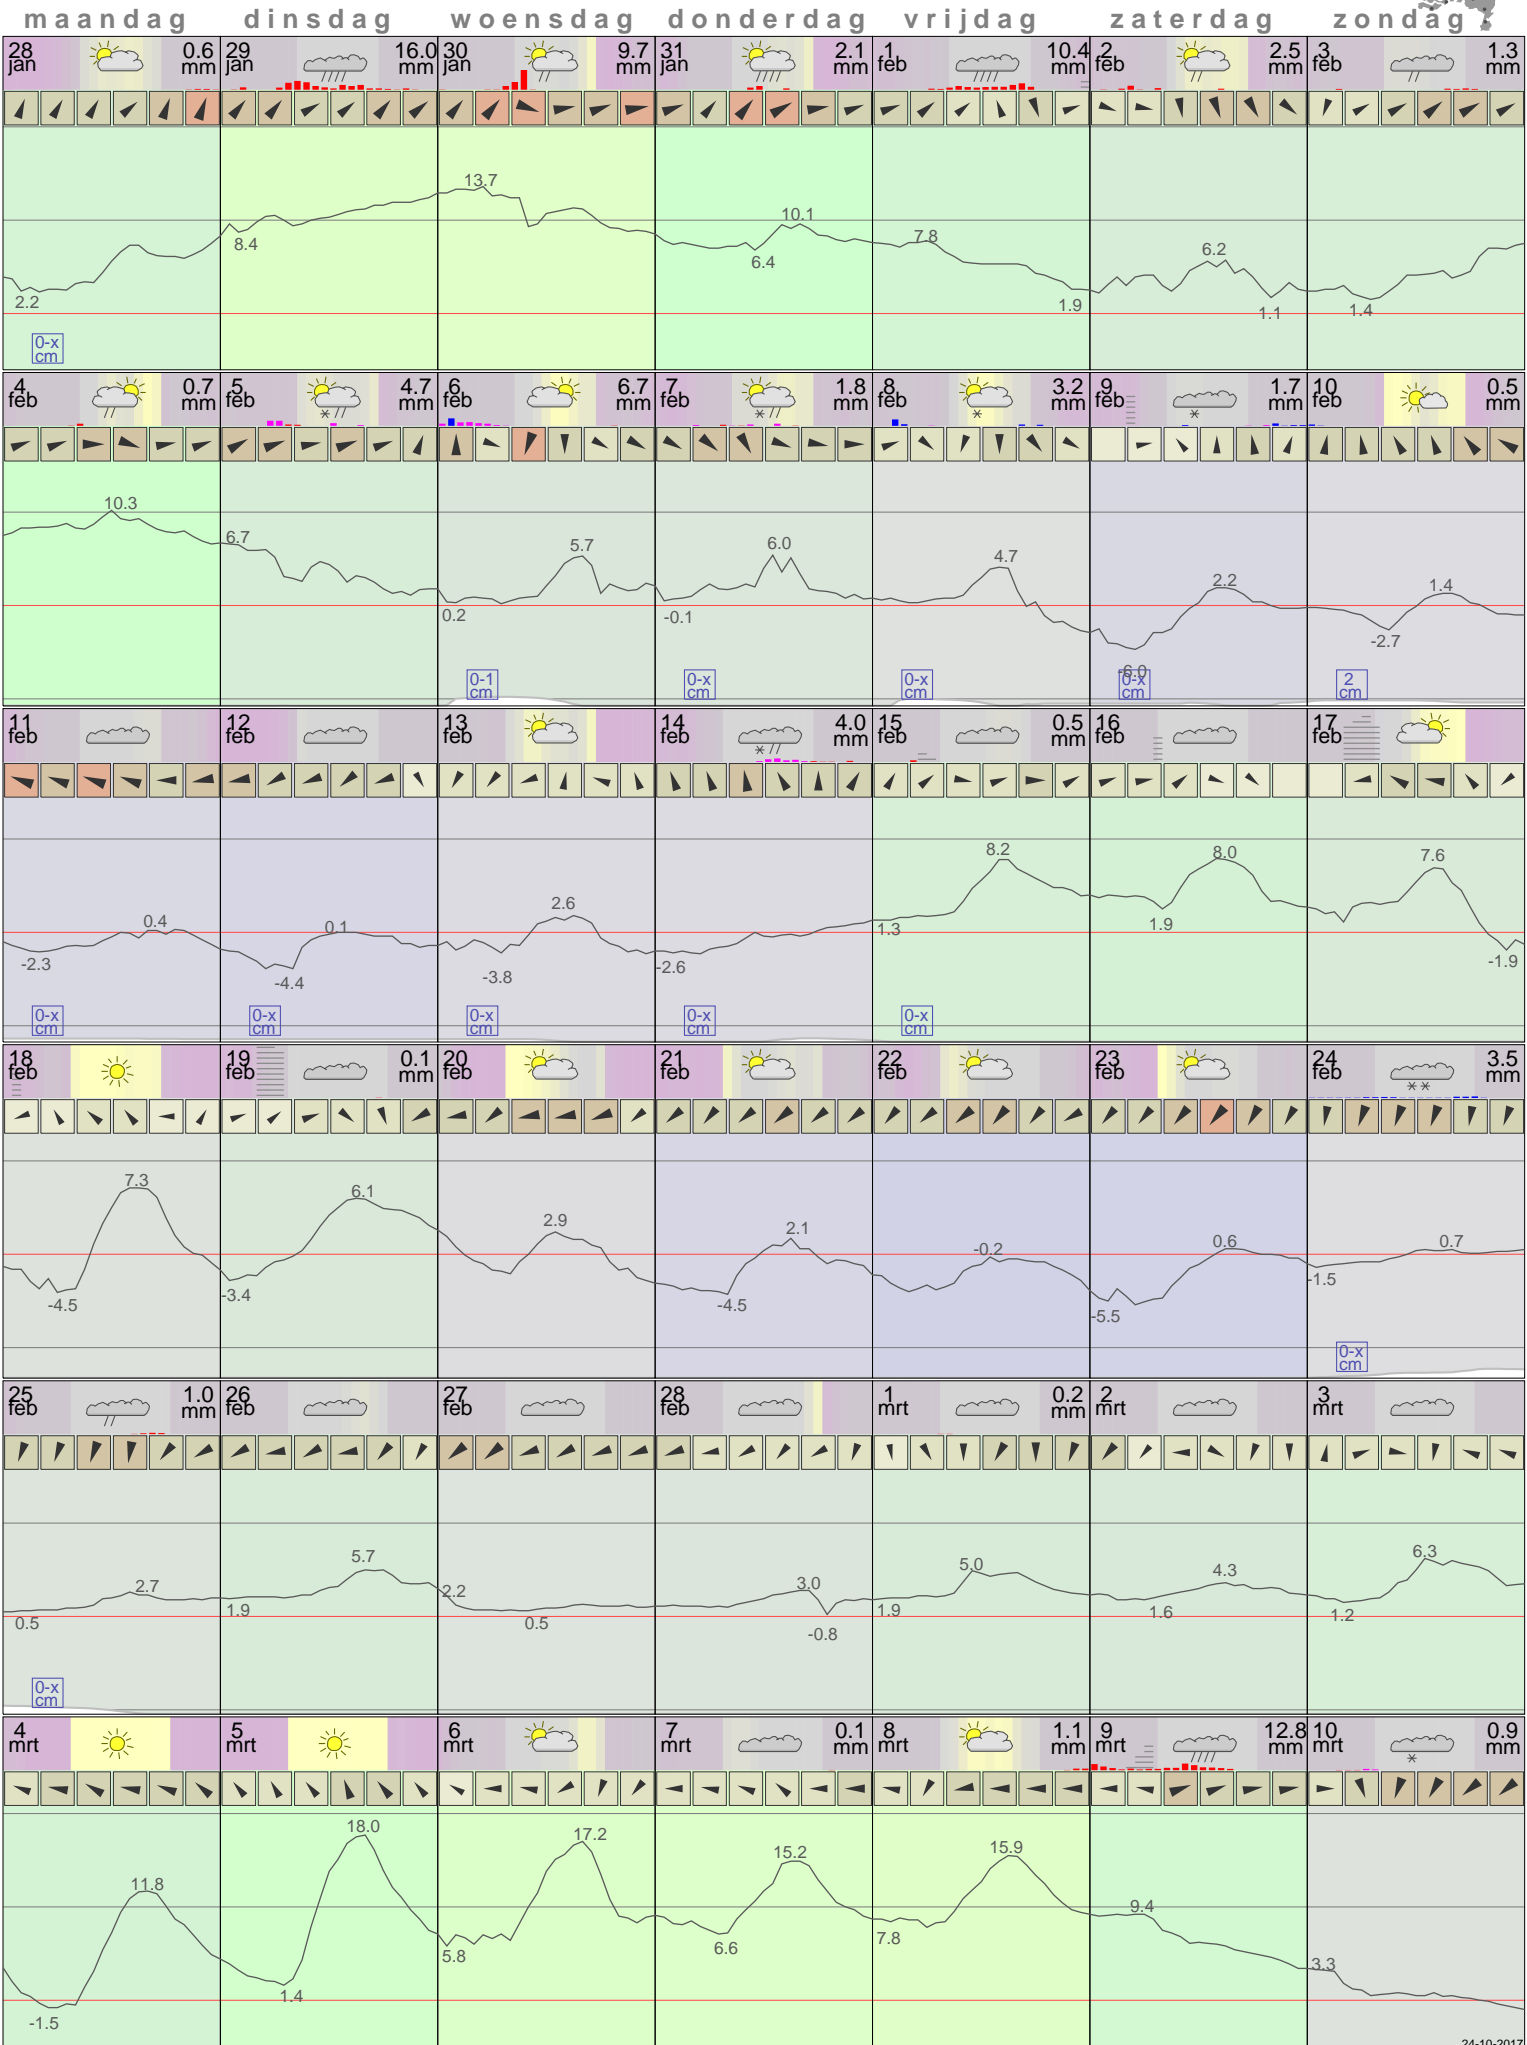 maandag dinsdag woensdag donderdag vrijdag zaterdag zondag
28 jan 0.6 mm 29 jan 16.0 mm 30 jan 9.7 mm 31 jan 2.1 mm 1 feb 10.4 mm 2 feb 2.5 mm 3 feb 1.3 mm
2.2 8.4 13.7 6.4 10.1 7.8 1.9 6.2 1.1 1.4
0-x cm
4 feb 0.7 mm 5 feb 4.7 mm 6 feb 6.7 mm 7 feb 1.8 mm 8 feb 3.2 mm 9 feb 1.7 mm 10 feb 0.5 mm
10.3 6.7 0.2 5.7 -0.1 6.0 4.7 -6.0 2.2 -2.7 1.4
0-1 cm 0-x cm 0-x cm 0-x cm 2 cm
11 feb 12 feb 13 feb 14 feb 4.0 mm 15 feb 0.5 mm 16 feb 17 feb
-2.3 0.4 -4.4 0.1 -3.8 2.6 -2.6 1.3 8.2 1.9 8.0 7.6 -1.9
0-x cm 0-x cm 0-x cm 0-x cm 0-x cm
18 feb 19 feb 0.1 mm 20 feb 21 feb 22 feb 23 feb 24 feb 3.5 mm
-4.5 7.3 -3.4 6.1 2.9 -4.5 2.1 -0.2 -5.5 0.6 -1.5 0.7
0-x cm
25 feb 1.0 mm 26 feb 27 feb 28 feb 1 mrt 0.2 mm 2 mrt 3 mrt
0.5 2.7 1.9 5.7 2.2 0.5 3.0 -0.8 1.9 5.0 1.6 4.3 1.2 6.3
0-x cm
4 mrt 5 mrt 6 mrt 7 mrt 0.1 mm 8 mrt 1.1 mm 9 mrt 12.8 mm 10 mrt 0.9 mm
-1.5 11.8 1.4 18.0 5.8 17.2 6.6 15.2 7.8 15.9 9.4 3.3
24-10-2017